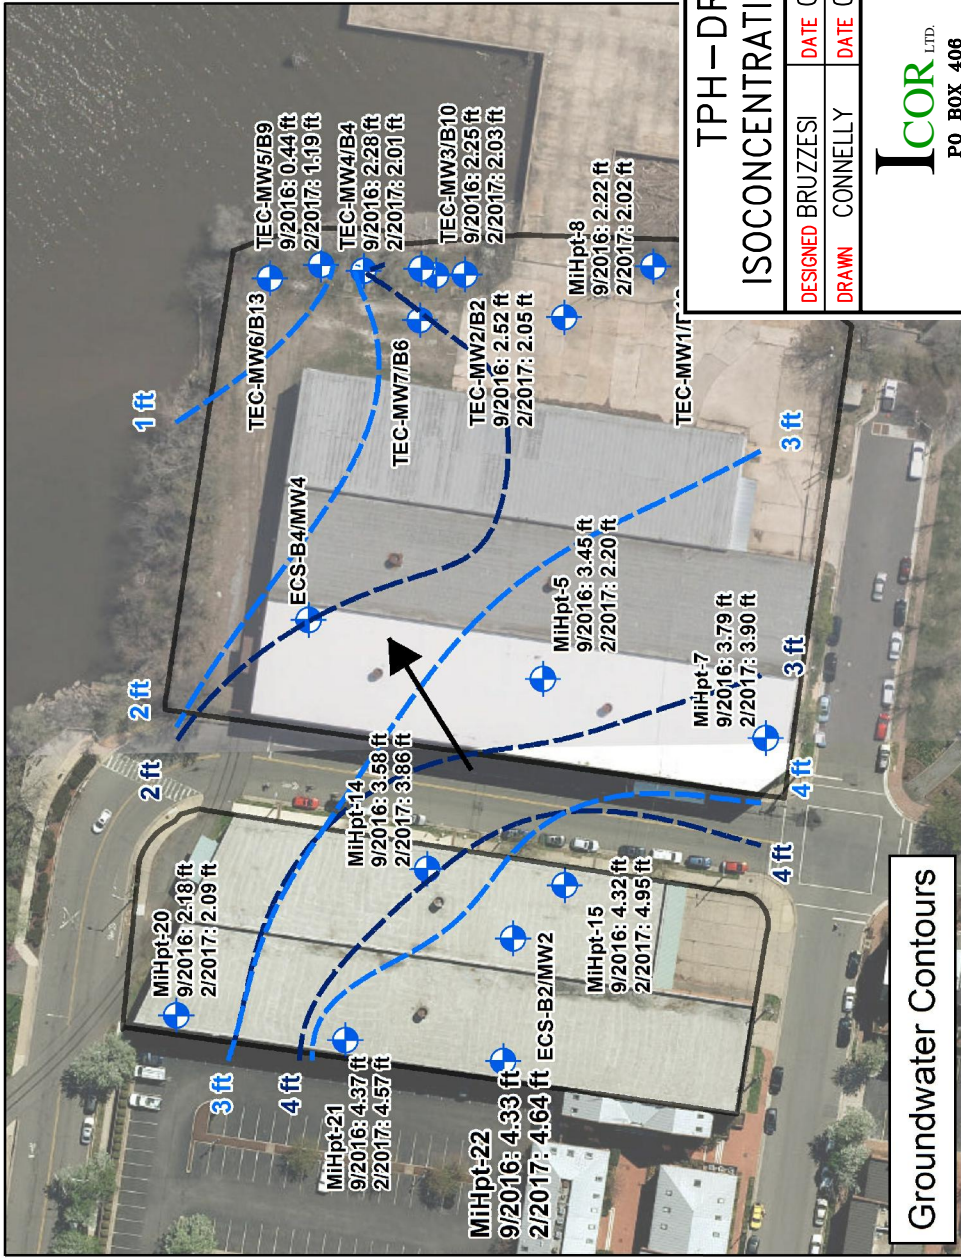 TPH-DR
ISOCONCENTRATI
DESIGNED BRUZZESI DATE
DRAWN CONNELLY DATE
ICOR LTD.
PO BOX 406
TEC-MW5/B9
9/2016: 0.44 ft
2/2017: 1.19 ft
TEC-MW4/B4
9/2016: 2.28 ft
2/2017: 2.01 ft
TEC-MW3/B10
9/2016: 2.25 ft
2/2017: 2.03 ft
MiHpt-8
9/2016: 2.22 ft
2/2017: 2.02 ft
TEC-MW6/B13
TEC-MW7/B6
TEC-MW2/B2
9/2016: 2.52 ft
2/2017: 2.05 ft
TEC-MW1/
1 ft
ECS-B4/MW4
3 ft
MiHpt-5
9/2016: 3.45 ft
2/2017: 2.20 ft
MiHpt-7
9/2016: 3.79 ft
2/2017: 3.90 ft
3 ft
2 ft
2 ft
4 ft
4 ft
MiHpt-14
9/2016: 3.58 ft
2/2017: 3.86 ft
MiHpt-20
9/2016: 2.18 ft
2/2017: 2.09 ft
MiHpt-15
9/2016: 4.32 ft
2/2017: 4.95 ft
ECS-B2/MW2
3 ft
4 ft
MiHpt-21
9/2016: 4.37 ft
2/2017: 4.57 ft
MiHpt-22
9/2016: 4.33 ft
2/2017: 4.64 ft
Groundwater Contours